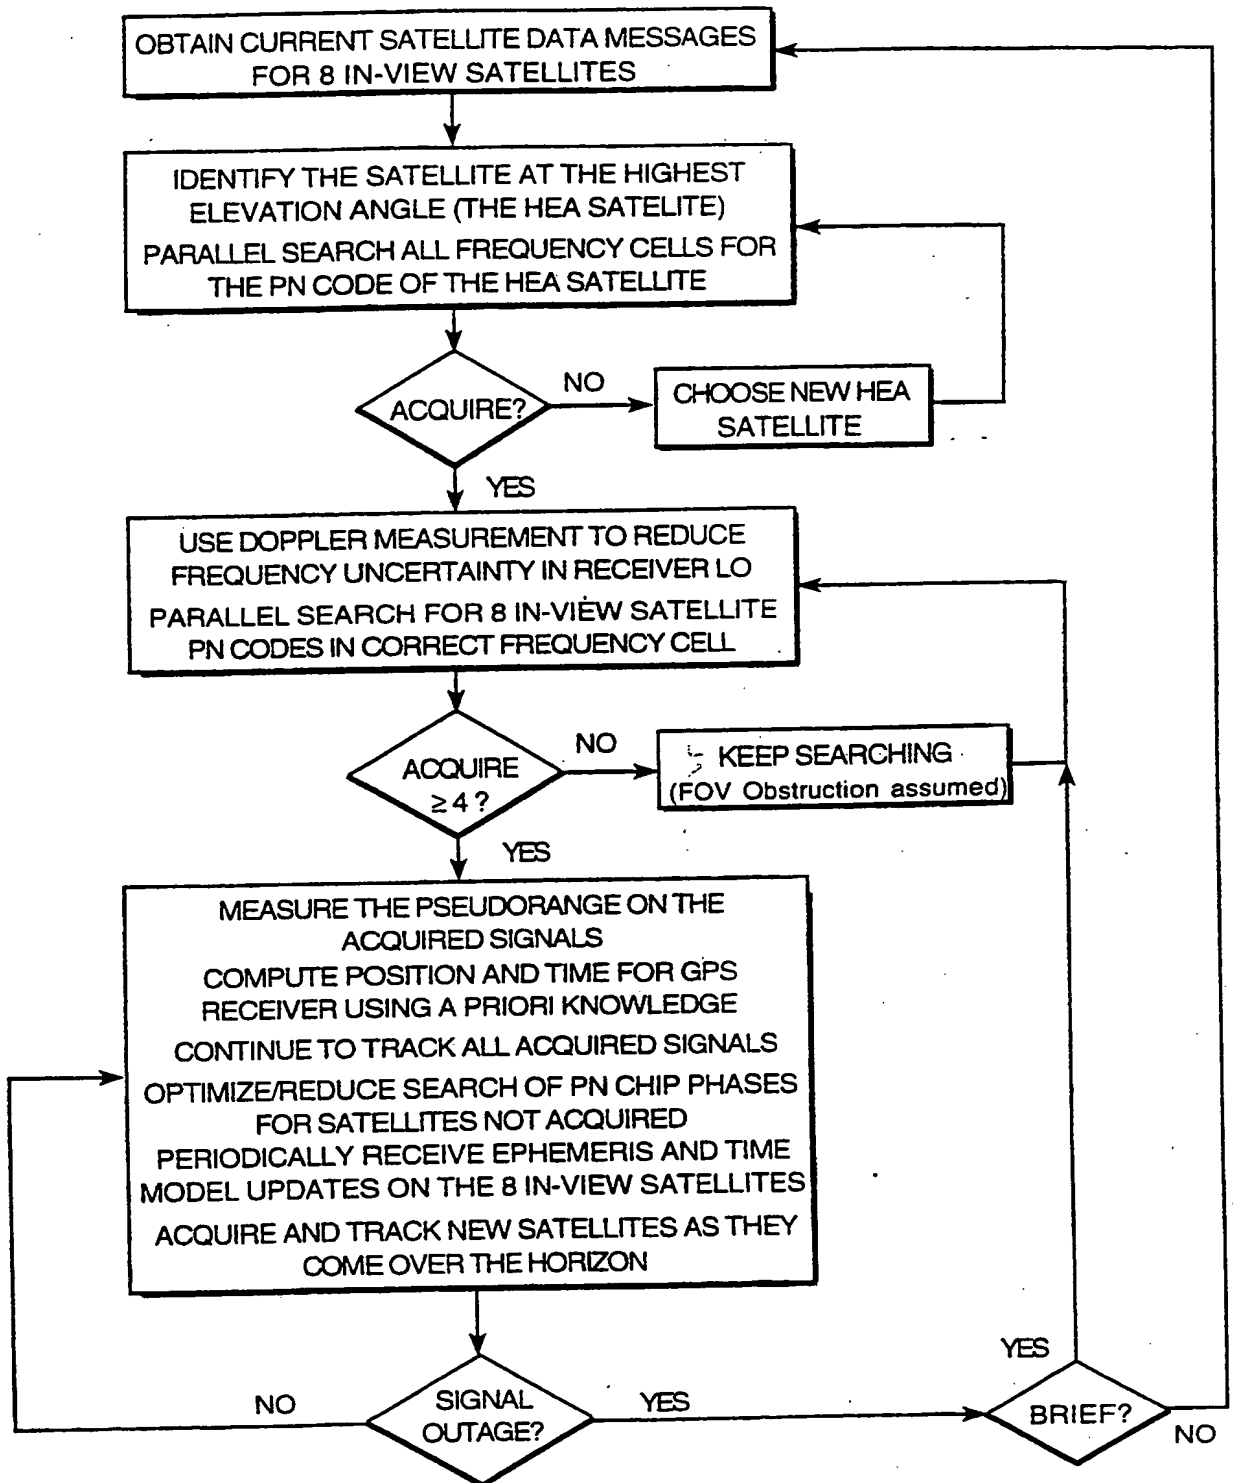 OBTAIN CURRENT SATELLITE DATA MESSAGES
FOR 8 IN-VIEW SATELLITES
IDENTIFY THE SATELLITE AT THE HIGHEST
ELEVATION ANGLE (THE HEA SATELITE)
PARALLEL SEARCH ALL FREQUENCY CELLS FOR
THE PN CODE OF THE HEA SATELLITE
ACQUIRE?
NO
CHOOSE NEW HEA
SATELLITE
YES
USE DOPPLER MEASUREMENT TO REDUCE
FREQUENCY UNCERTAINTY IN RECEIVER LO
PARALLEL SEARCH FOR 8 IN-VIEW SATELLITE
PN CODES IN CORRECT FREQUENCY CELL
ACQUIRE
≥4?
NO
KEEP SEARCHING
(FOV Obstruction assumed)
YES
MEASURE THE PSEUDORANGE ON THE
ACQUIRED SIGNALS
COMPUTE POSITION AND TIME FOR GPS
RECEIVER USING A PRIORI KNOWLEDGE
CONTINUE TO TRACK ALL ACQUIRED SIGNALS
OPTIMIZE/REDUCE SEARCH OF PN CHIP PHASES
FOR SATELLITES NOT ACQUIRED
PERIODICALLY RECEIVE EPHEMERIS AND TIME
MODEL UPDATES ON THE 8 IN-VIEW SATELLITES
ACQUIRE AND TRACK NEW SATELLITES AS THEY
COME OVER THE HORIZON
SIGNAL
OUTAGE?
NO
YES
BRIEF?
YES
NO